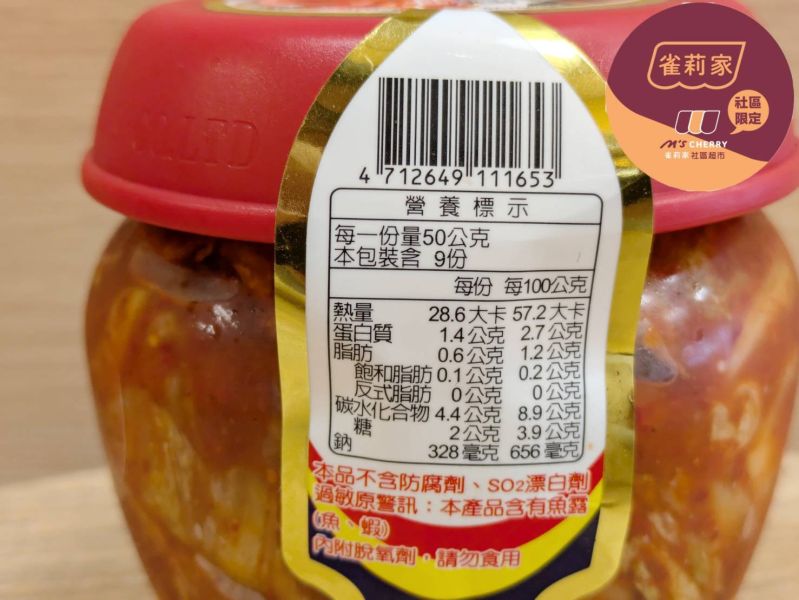 雀莉家
社區
限定
M's CHERRY
雀莉家 社區超市
4 712649 111653
營養標示
每一份量50公克
本包裝含 9份
每份 每100公克
熱量 28.6大卡 57.2大卡
蛋白質 1.4公克 2.7公克
脂肪 0.6公克 1.2公克
飽和脂肪 0.1公克 0.2公克
反式脂肪 0公克 0公克
碳水化合物 4.4公克 8.9公克
糖 2公克 3.9公克
鈉 328毫克 656毫克
本品不含防腐劑、SO2漂白劑
過敏原警訊：本產品含有魚露
(魚、蝦)
內附脫氧劑，請勿食用